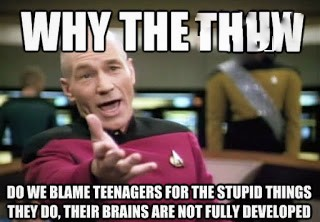 WHY THE
DO WE BLAME TEENAGERS FOR THE STUPID THINGS
THEY DO, THEIR BRAINS ARE NOT FULLY DEVELOPED